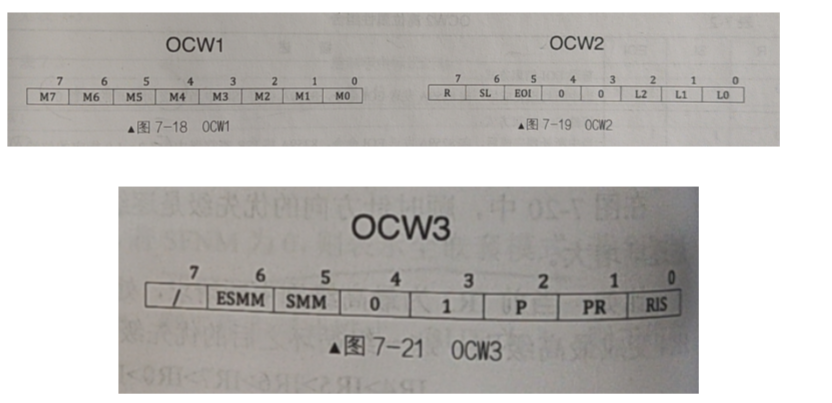 OCW1
7 6 5 4 3 2 1 0
M7 M6 M5 M4 M3 M2 M1 M0
▲图 7-18 OCW1
OCW2
7 6 5 4 3 2 1 0
R SL EOI 0 0 L2 L1 L0
▲图 7-19 OCW2
OCW3
7 6 5 4 3 2 1 0
/ ESMM SMM 0 1 P PR RIS
▲图 7-21 OCW3